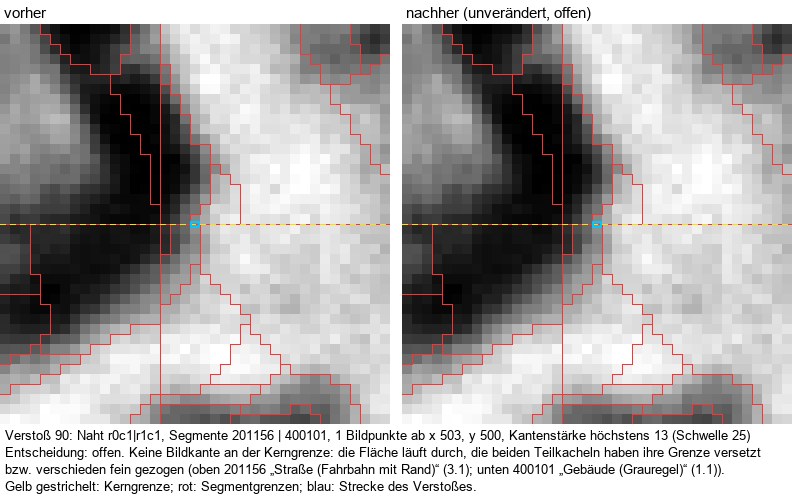 vorher
nachher (unverändert, offen)
Verstoß 90: Naht r0c1|r1c1, Segmente 201156 | 400101, 1 Bildpunkte ab x 503, y 500, Kantenstärke höchstens 13 (Schwelle 25)
Entscheidung: offen. Keine Bildkante an der Kerngrenze: die Fläche läuft durch, die beiden Teilkacheln haben ihre Grenze versetzt
bzw. verschieden fein gezogen (oben 201156 „Straße (Fahrbahn mit Rand)“ (3.1); unten 400101 „Gebäude (Grauregel)“ (1.1)).
Gelb gestrichelt: Kerngrenze; rot: Segmentgrenzen; blau: Strecke des Verstoßes.